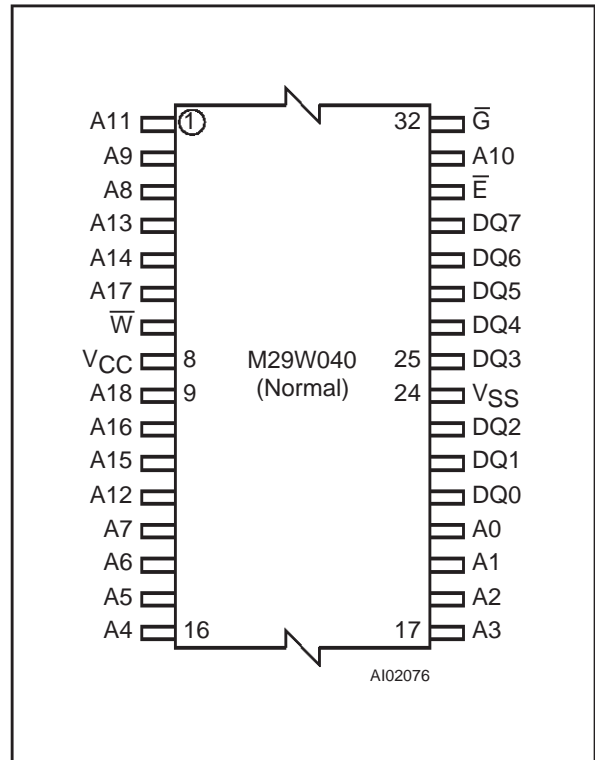 A11 1 32 G̅
A9 A10
A8 E̅
A13 DQ7
A14 DQ6
A17 DQ5
W̅ DQ4
VCC 8 M29W040 25 DQ3
A18 9 (Normal) 24 VSS
A16 DQ2
A15 DQ1
A12 DQ0
A7 A0
A6 A1
A5 A2
A4 16 17 A3
AI02076